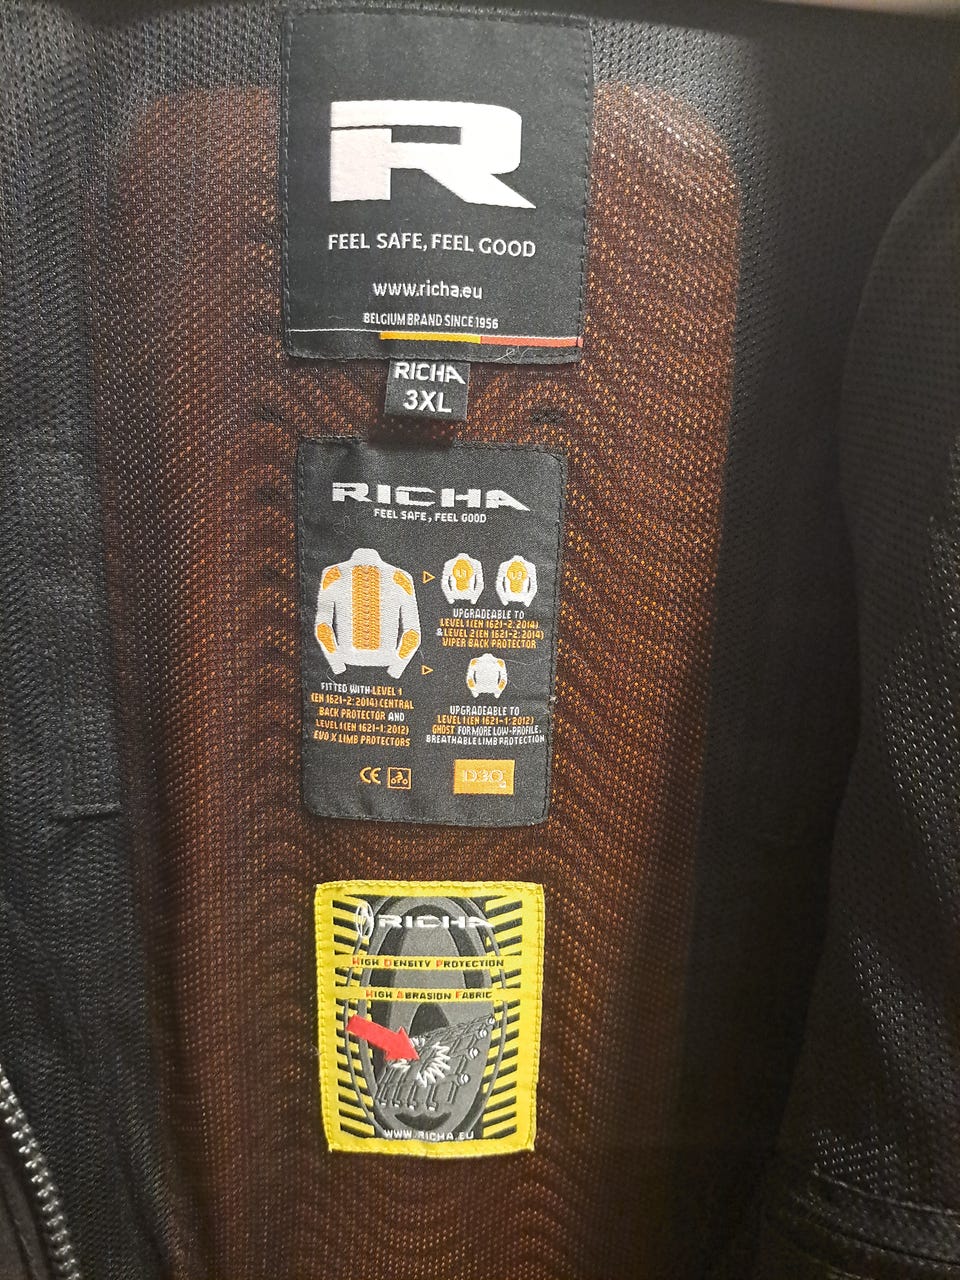 R
FEEL SAFE, FEEL GOOD
www.richa.eu
BELGIUM BRAND SINCE 1956
RICHA
3XL
RICHA
FEEL SAFE, FEEL GOOD
UPGRADEABLE TO
LEVEL 1(EN 1621-2:2014)
& LEVEL 2(EN 1621-2:2014)
VIPER BACK PROTECTOR
FITTED WITH LEVEL 1
(EN 1621-2:2014) CENTRAL
BACK PROTECTOR AND
LEVEL 1(EN 1621-1:2012)
EVO X LIMB PROTECTORS
UPGRADEABLE TO
LEVEL 1(EN 1621-1:2012)
GHOST FOR MORE LOW-PROFILE,
BREATHABLE LIMB PROTECTION
CE
D3O
RICHA
HIGH DENSITY PROTECTION
HIGH ABRASION FABRIC
WWW.RICHA.EU